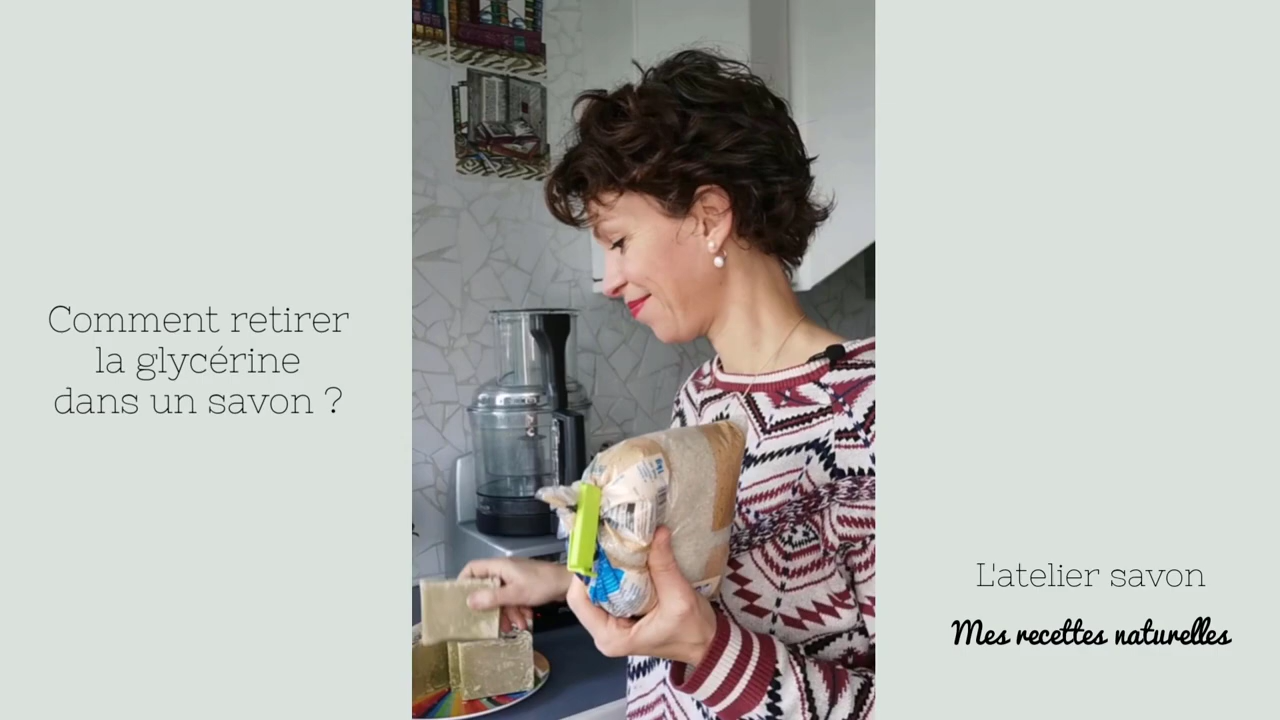 Comment retirer
la glycérine
dans un savon ?
L'atelier savon
Mes recettes naturelles